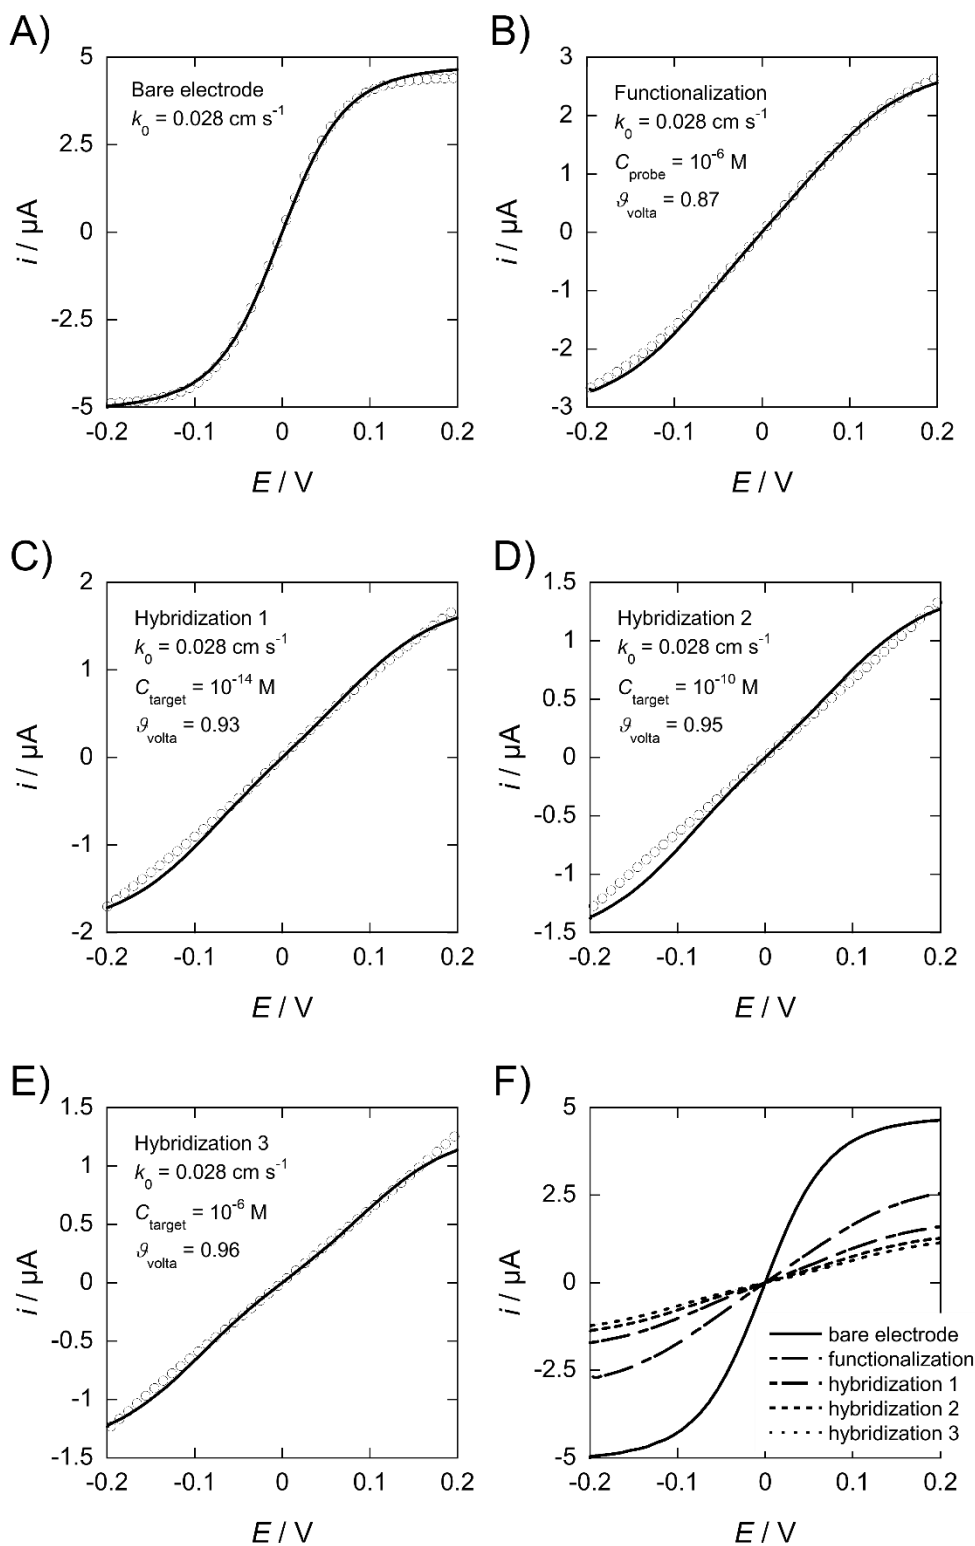 A)
5
2.5
0
-2.5
-5
i / µA
Bare electrode
k₀ = 0.028 cm s⁻¹
-0.2 -0.1 0 0.1 0.2
E / V
B)
3
2
1
0
-1
-2
-3
i / µA
Functionalization
k₀ = 0.028 cm s⁻¹
C_probe = 10⁻⁶ M
ϑ_volta = 0.87
-0.2 -0.1 0 0.1 0.2
E / V
C)
2
1
0
-1
-2
i / µA
Hybridization 1
k₀ = 0.028 cm s⁻¹
C_target = 10⁻¹⁴ M
ϑ_volta = 0.93
-0.2 -0.1 0 0.1 0.2
E / V
D)
1.5
1
0.5
0
-0.5
-1
-1.5
i / µA
Hybridization 2
k₀ = 0.028 cm s⁻¹
C_target = 10⁻¹⁰ M
ϑ_volta = 0.95
-0.2 -0.1 0 0.1 0.2
E / V
E)
1.5
1
0.5
0
-0.5
-1
-1.5
i / µA
Hybridization 3
k₀ = 0.028 cm s⁻¹
C_target = 10⁻⁶ M
ϑ_volta = 0.96
-0.2 -0.1 0 0.1 0.2
E / V
F)
5
2.5
0
-2.5
-5
i / µA
bare electrode
functionalization
hybridization 1
hybridization 2
hybridization 3
-0.2 -0.1 0 0.1 0.2
E / V